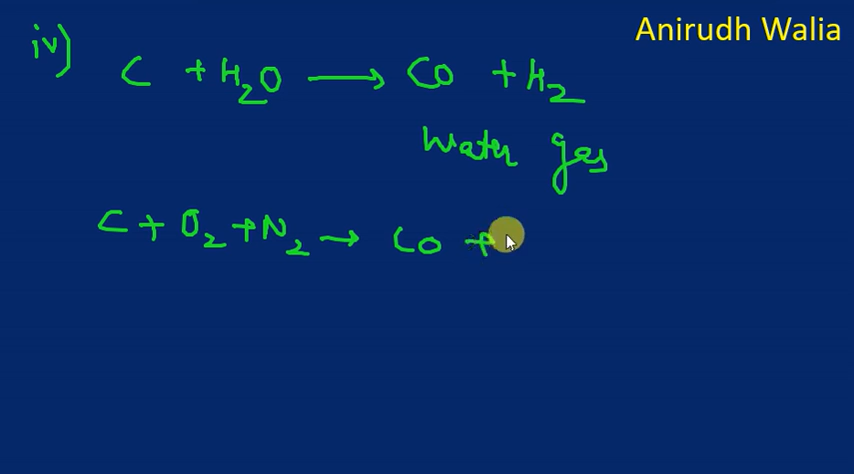 Anirudh Walia
iv)
C + H2O → CO + H2
Water gas
C + O2 + N2 → CO +